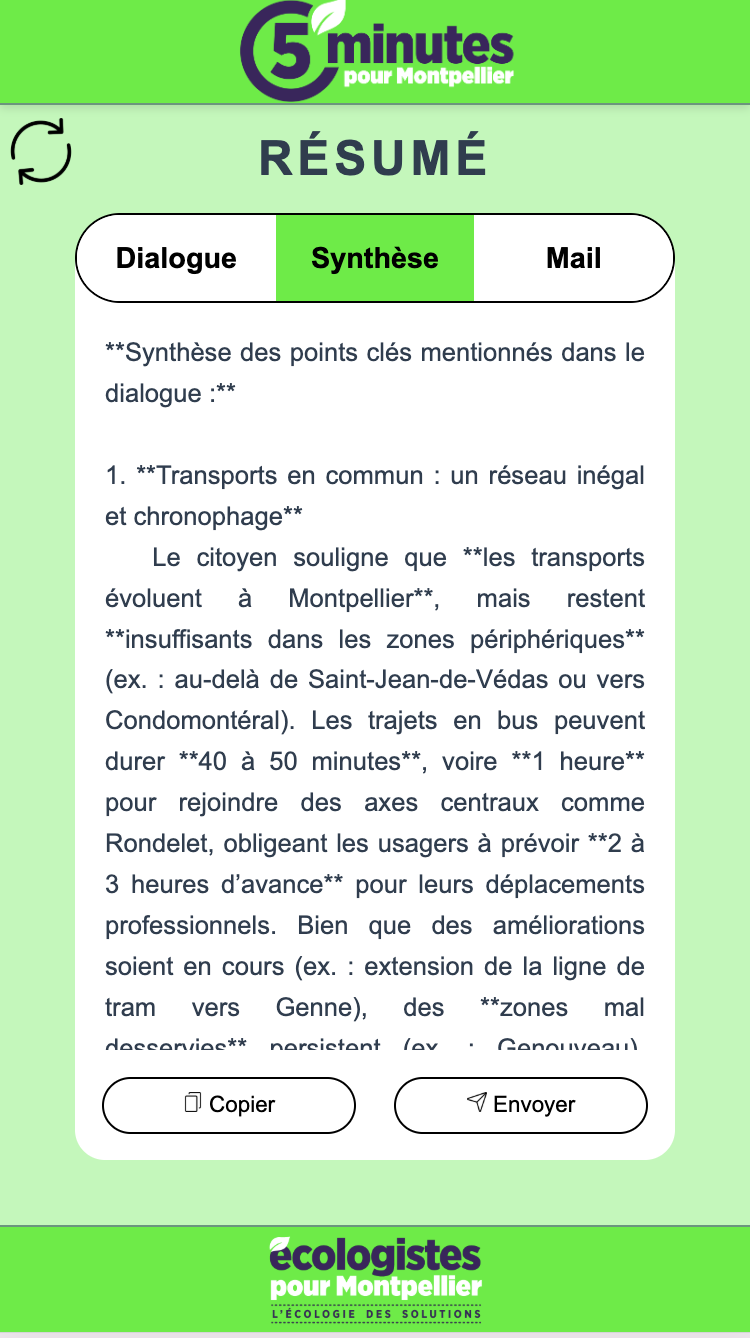 5 minutes
pour Montpellier
RÉSUMÉ
Dialogue
Synthèse
Mail
**Synthèse des points clés mentionnés dans le
dialogue :**
1. **Transports en commun : un réseau inégal
et chronophage**
Le citoyen souligne que **les transports
évoluent à Montpellier**, mais restent
**insuffisants dans les zones périphériques**
(ex. : au-delà de Saint-Jean-de-Védas ou vers
Condomontéral). Les trajets en bus peuvent
durer **40 à 50 minutes**, voire **1 heure**
pour rejoindre des axes centraux comme
Rondelet, obligeant les usagers à prévoir **2 à
3 heures d’avance** pour leurs déplacements
professionnels. Bien que des améliorations
soient en cours (ex. : extension de la ligne de
tram vers Genne), des **zones mal
desservies** persistent (ex. : Genouveau).
Copier
Envoyer
écologistes
pour Montpellier
L'ÉCOLOGIE DES SOLUTIONS